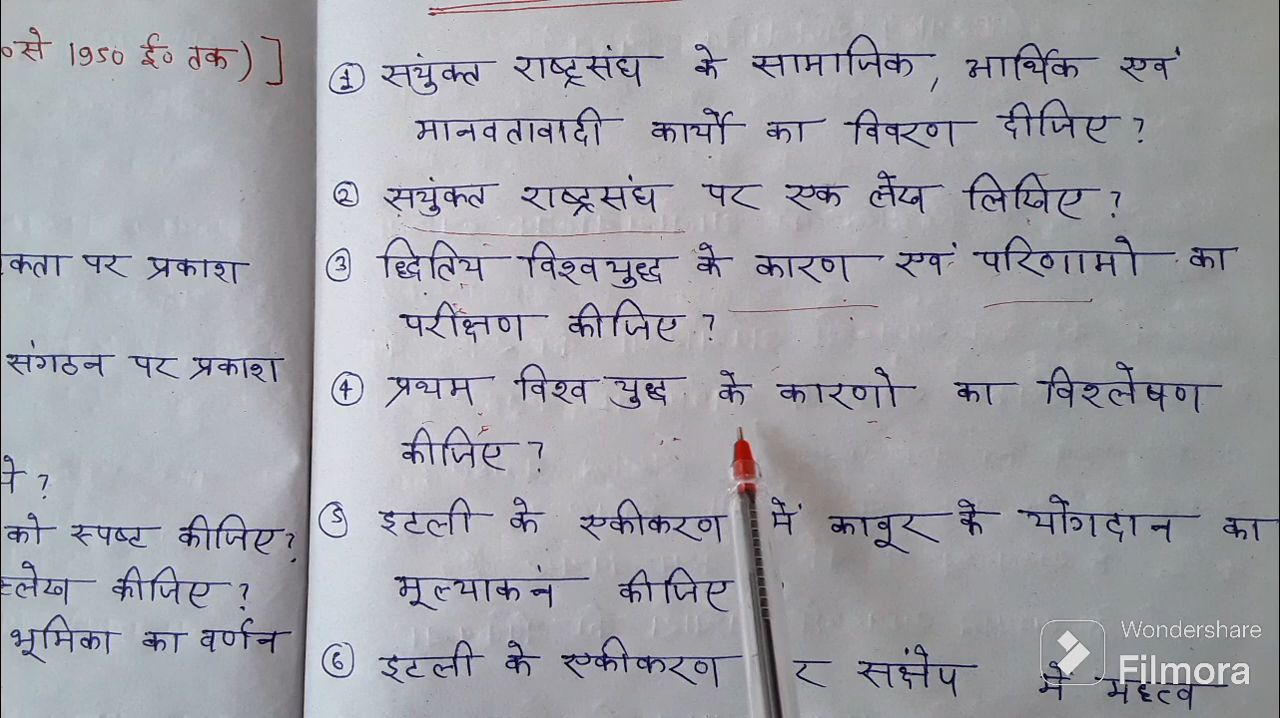 ०से 1950 ई० तक) ]
कता पर प्रकाश
संगठन पर प्रकाश
को स्पष्ट कीजिए?
लेख कीजिए?
भूमिका का वर्णन
① सयुंक्त राष्ट्रसंघ के सामाजिक, आर्थिक एवं
मानवतावादी कार्यो का विवरण दीजिए?
② सयुंक्त राष्ट्रसंघ पर एक लेख लिखिए?
③ द्धितिय विश्वयुद्ध के कारण एवं परिणामो का
परीक्षण कीजिए?
④ प्रथम विश्व युद्ध के कारणो का विश्लेषण
कीजिए?
⑤ इटली के एकीकरण में कावूर के योगदान का
मूल्याकंन कीजिए
⑥ इटली के एकीकरण र संक्षेप मे महत्व
Wondershare
Filmora